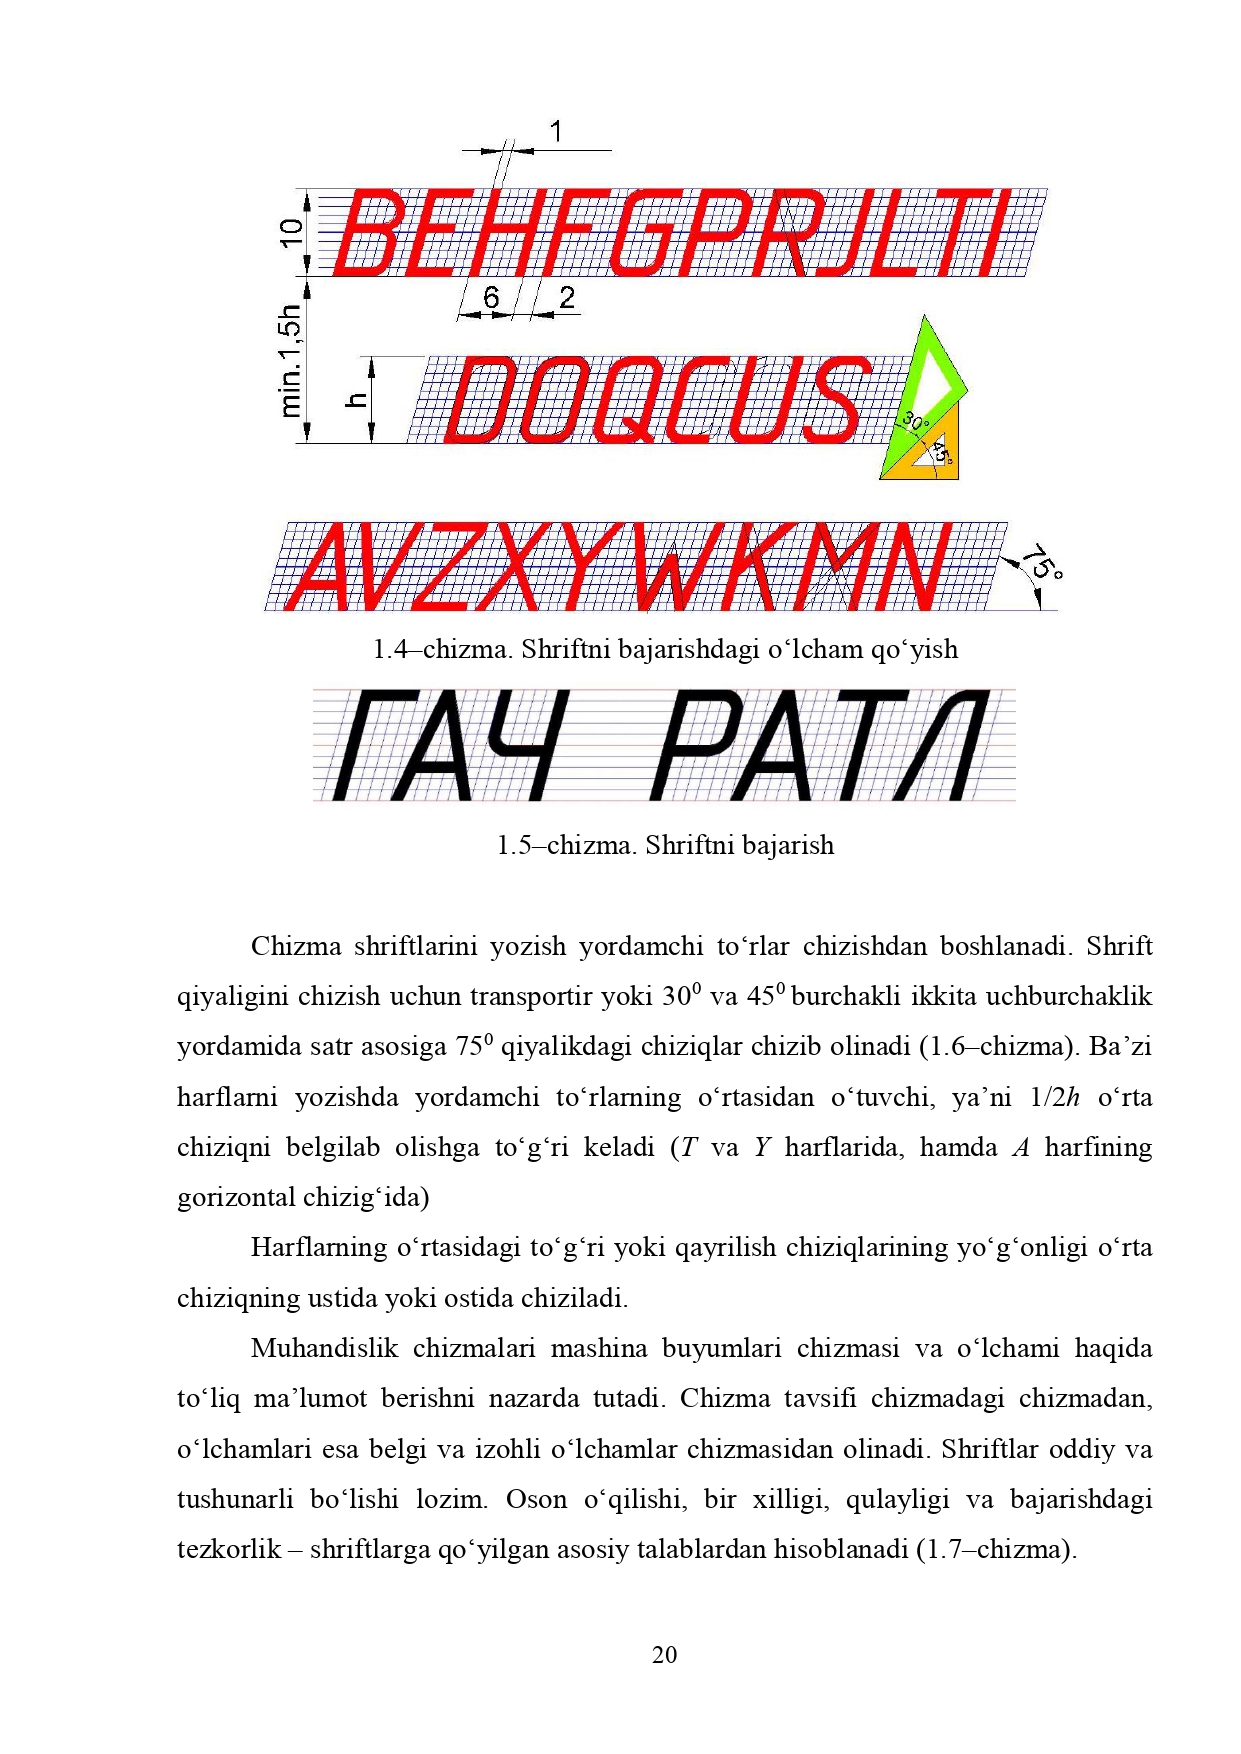 1
BEHFGPRJLTI
10
6 2
min.1,5h
DOQCUS
h
30°
45°
AVZXYWKMN
75°
1.4–chizma. Shriftni bajarishdagi o‘lcham qo‘yish
ГАЧ РАТЛ
1.5–chizma. Shriftni bajarish
Chizma shriftlarini yozish yordamchi to‘rlar chizishdan boshlanadi. Shrift
qiyaligini chizish uchun transportir yoki 30⁰ va 45⁰ burchakli ikkita uchburchaklik
yordamida satr asosiga 75⁰ qiyalikdagi chiziqlar chizib olinadi (1.6–chizma). Ba’zi
harflarni yozishda yordamchi to‘rlarning o‘rtasidan o‘tuvchi, ya’ni 1/2h o‘rta
chiziqni belgilab olishga to‘g‘ri keladi (T va Y harflarida, hamda A harfining
gorizontal chizig‘ida)
Harflarning o‘rtasidagi to‘g‘ri yoki qayrilish chiziqlarining yo‘g‘onligi o‘rta
chiziqning ustida yoki ostida chiziladi.
Muhandislik chizmalari mashina buyumlari chizmasi va o‘lchami haqida
to‘liq ma’lumot berishni nazarda tutadi. Chizma tavsifi chizmadagi chizmadan,
o‘lchamlari esa belgi va izohli o‘lchamlar chizmasidan olinadi. Shriftlar oddiy va
tushunarli bo‘lishi lozim. Oson o‘qilishi, bir xilligi, qulayligi va bajarishdagi
tezkorlik – shriftlarga qo‘yilgan asosiy talablardan hisoblanadi (1.7–chizma).
20